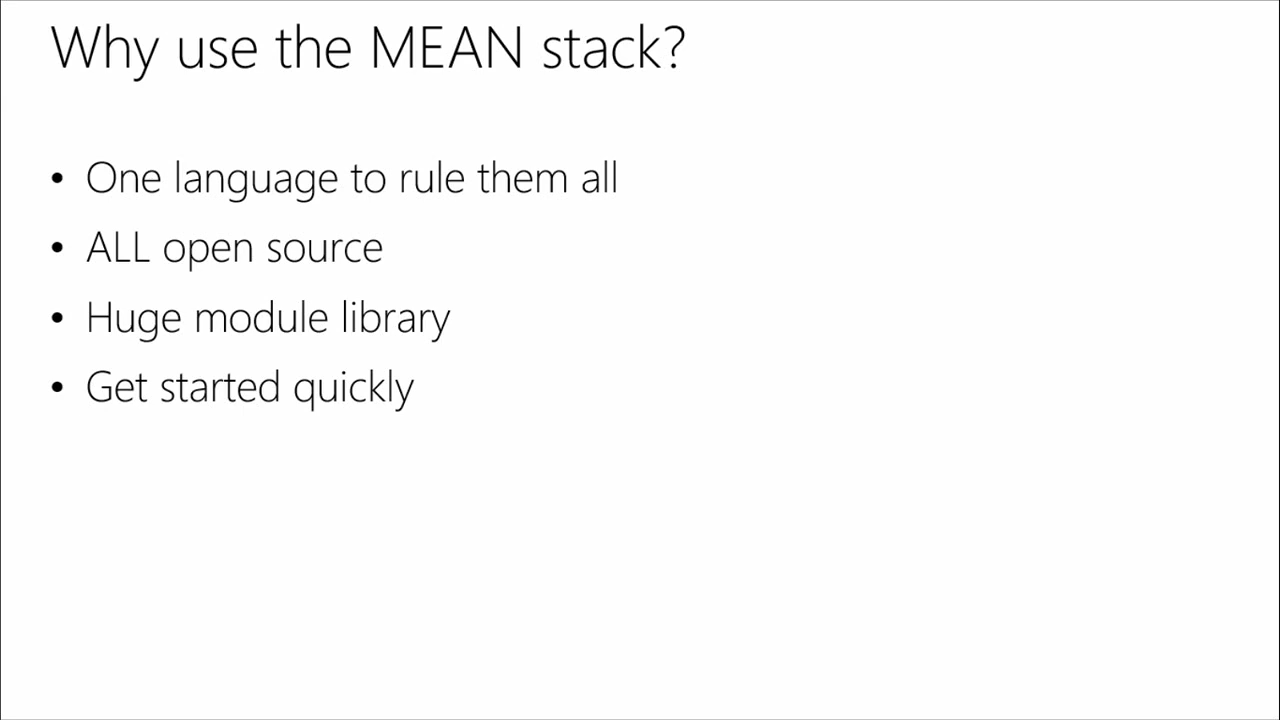 Why use the MEAN stack?
• One language to rule them all
• ALL open source
• Huge module library
• Get started quickly